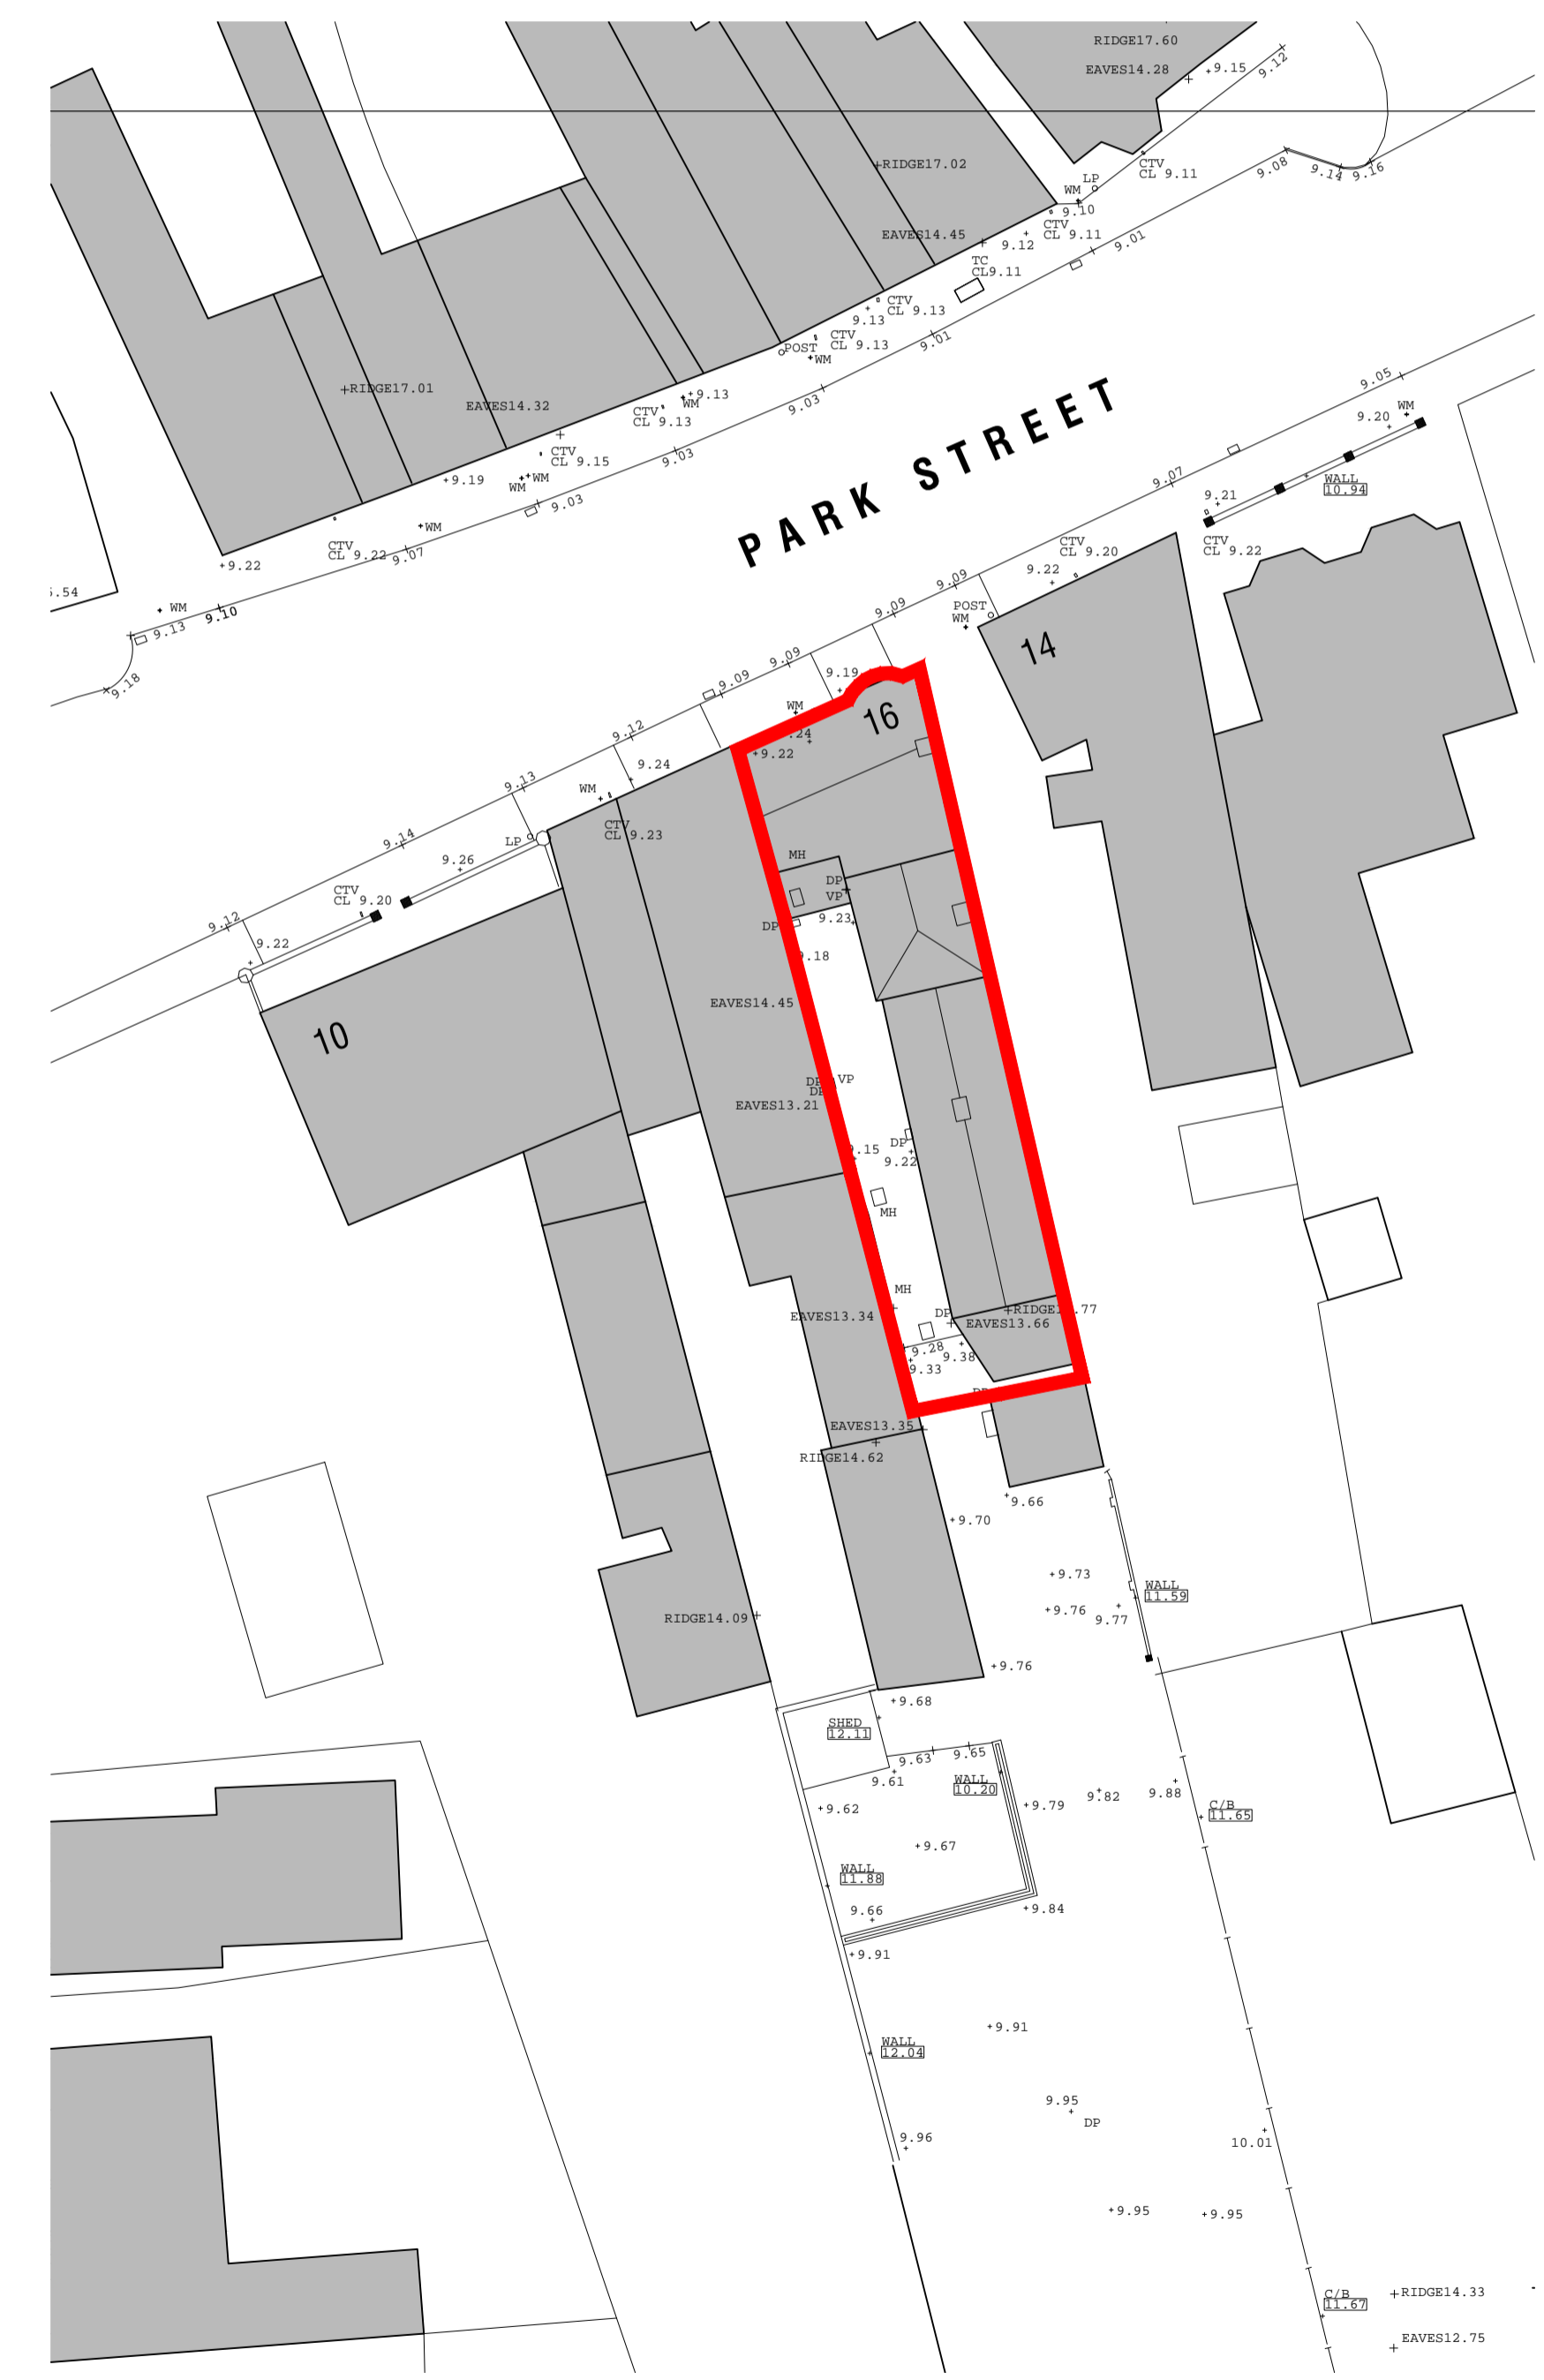 RIDGE17.60
EAVES14.28
9.15
9.12
RIDGE17.02
CTV
CL 9.11
9.08
9.14
9.16
LP
WM
9.10
CTV
CL 9.11
EAVES14.45
9.12
9.01
TC
CL9.11
CTV
CL 9.13
9.13
CTV
CL 9.13
9.01
POST
WM
RIDGE17.01
EAVES14.32
9.13
WM
CTV
CL 9.13
9.03
9.05
9.20
WM
PARK STREET
CTV
CL 9.15
9.03
9.19
WM
WM
9.03
9.07
WALL
10.94
9.21
WM
CTV
CL 9.22
9.07
CTV
CL 9.20
CTV
CL 9.22
9.22
9.22
9.09
WM
9.10
9.13
POST
WM
9.09
14
9.18
9.09
9.19
9.09
WM
16
9.12
9.22
9.24
9.13
WM
CTV
CL 9.23
9.14
LP
9.26
MH
CTV
CL 9.20
DP
VP
9.12
9.23
DP
9.22
EAVES14.45
10
VP
EAVES13.21
DP
9.22
MH
MH
EAVES13.34
DP
EAVES13.66
9.28
9.38
9.33
EAVES13.35
RIDGE14.62
9.66
9.70
9.73
WALL
11.59
9.76
9.77
RIDGE14.09
9.76
9.68
SHED
12.11
9.63
9.65
9.61
WALL
10.20
9.82
9.88
9.62
9.79
C/B
11.65
9.67
WALL
11.88
9.66
9.84
9.91
9.91
WALL
12.04
9.95
DP
9.96
10.01
9.95
9.95
C/B
11.67
RIDGE14.33
EAVES12.75